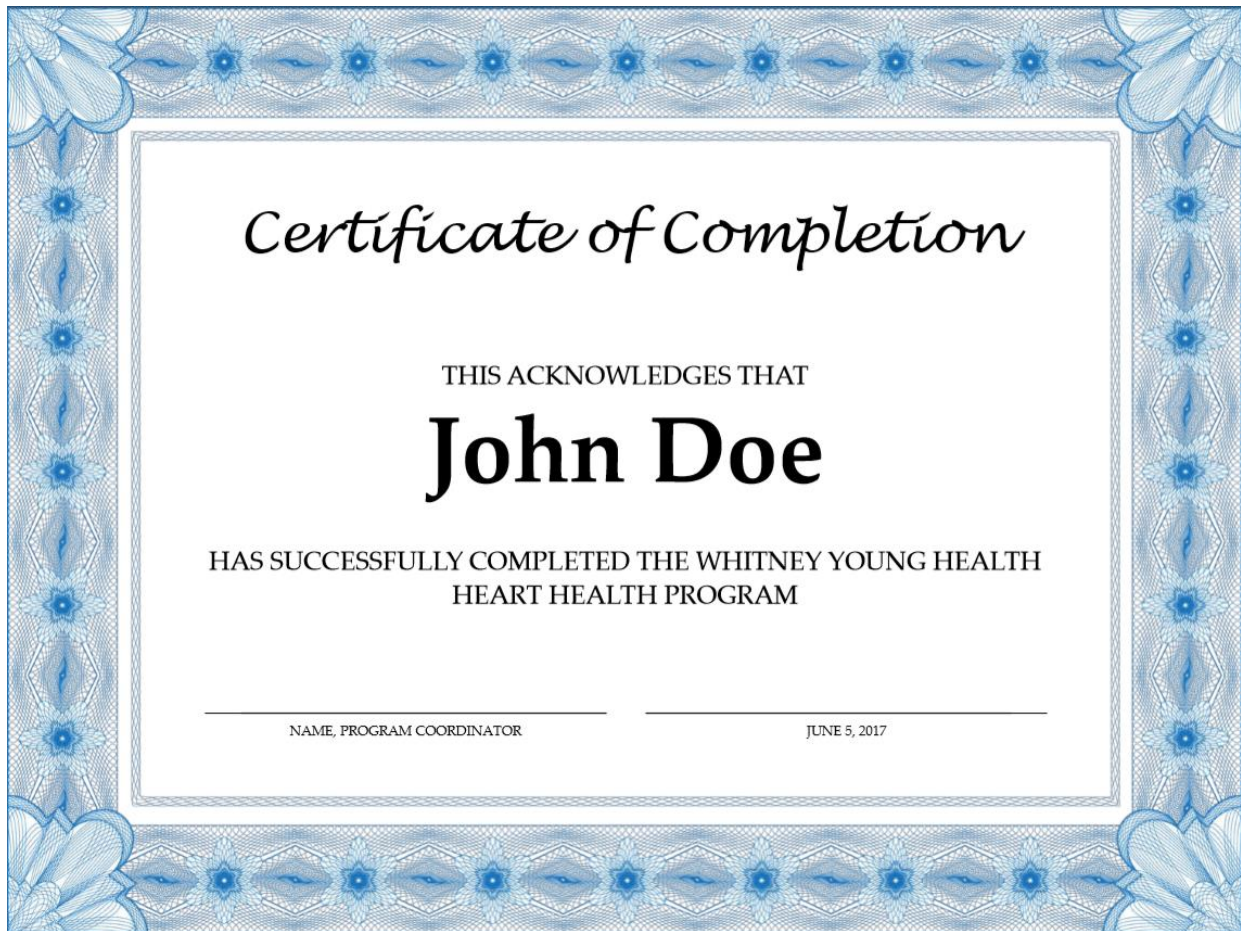 Certificate of Completion
THIS ACKNOWLEDGES THAT
John Doe
HAS SUCCESSFULLY COMPLETED THE WHITNEY YOUNG HEALTH
HEART HEALTH PROGRAM
NAME, PROGRAM COORDINATOR
JUNE 5, 2017